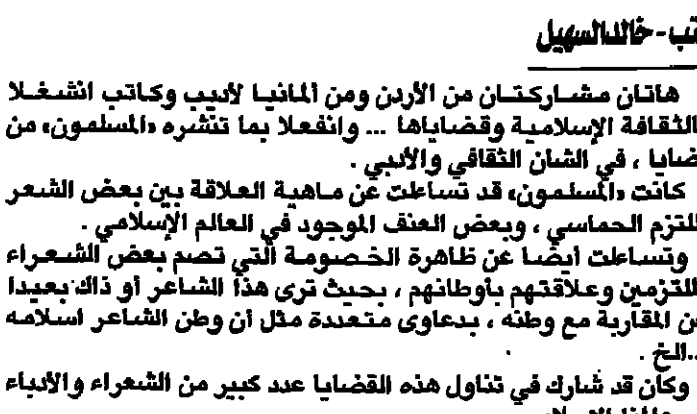 تب - خالد السهيل
هاتان مشاركتان من الأردن ومن ألمانيا لأديب وكاتب انشغلا
الثقافة الإسلامية وقضاياها ... وانفعلا بما تنشره «المسلمون» من
ضايا ، في الشأن الثقافي والأدبي .
كانت «المسلمون» قد تساءلت عن ماهية العلاقة بين بعض الشعر
للتزم الحماسي ، وبعض العنف الموجود في العالم الإسلامي .
وتساءلت أيضا عن ظاهرة الخصومة التي تصم بعض الشعراء
للتزمين وعلاقتهم بأوطانهم ، بحيث ترى هذا الشاعر أو ذاك بعيدا
ن المقاربة مع وطنه ، بدعاوى متعددة مثل أن وطن الشاعر اسلامه
..الخ .
وكان قد شارك في تناول هذه القضايا عدد كبير من الشعراء والأدباء